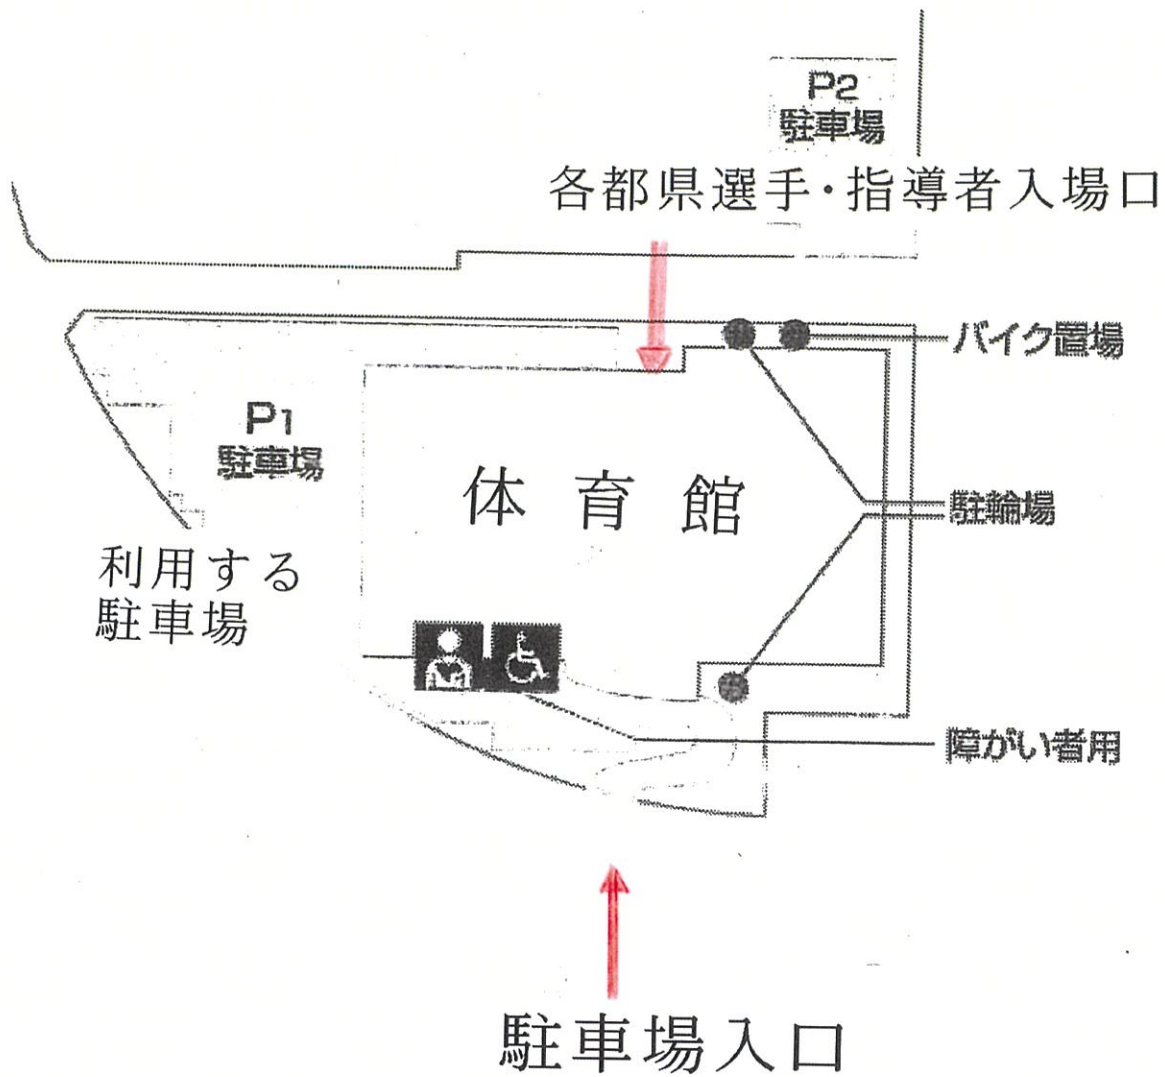 P2
駐車場
各都県選手・指導者入場口
バイク置場
P1
駐車場
体育館
駐輪場
利用する
駐車場
障がい者用
駐車場入口